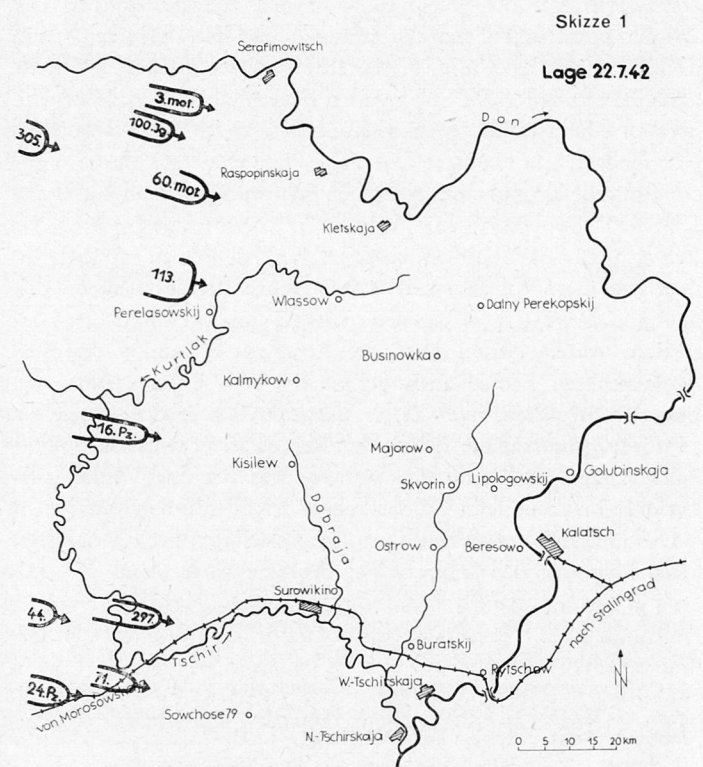 Skizze 1
Serafimowitsch
Lage 22.7.42
3.mot.
Don
100.Jg
305.
Raspopinskaja
60.mot
Kletskaja
113.
Wlassow
Perelasowskij
Dalny Perekopskij
Kurtlak
Businowka
Kalmykow
16.Pz.
Majorow
Kisilew
Skvorin
Lipologowskij
Golubinskaja
Dobraja
Kalatsch
Ostrow
Beresow
Surowikino
44.
297.
nach Stalingrad
Tschir
Buratskij
Rytschow
71.
24.Pz.
W-Tschirskaja
N
von Morosowskaja
Sowchose 79
N.-Tschirskaja
0 5 10 15 20 km